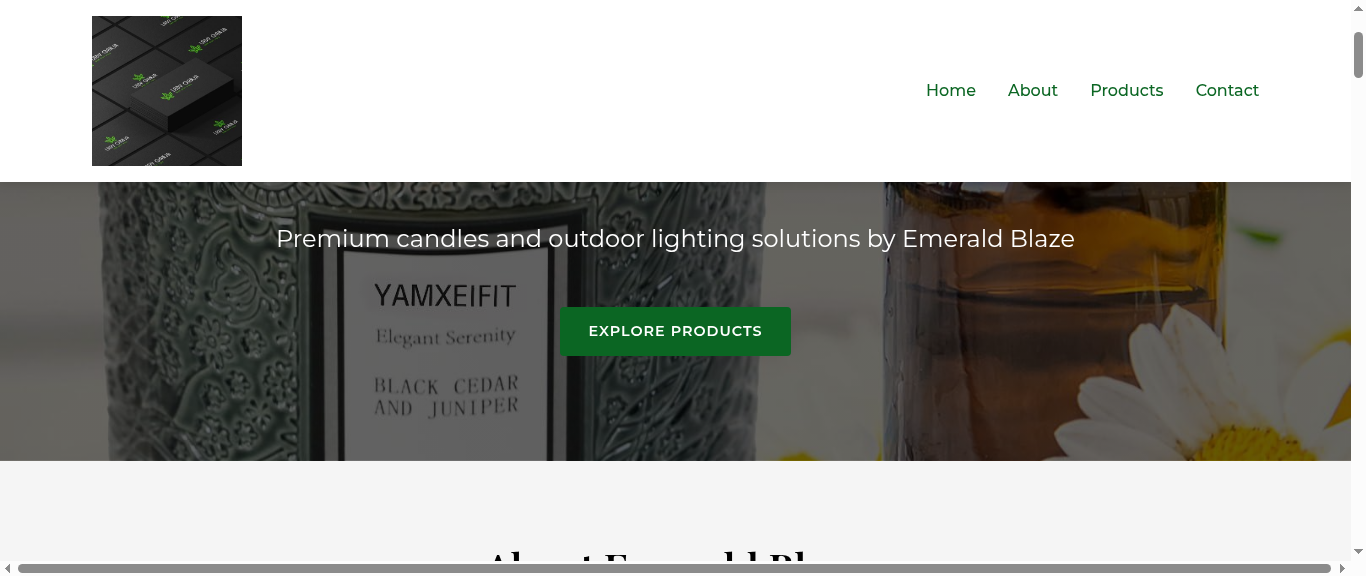 Home About Products Contact
Premium candles and outdoor lighting solutions by Emerald Blaze
YAMXEIFIT
Elegant Serenity
EXPLORE PRODUCTS
BLACK CEDAR
AND JUNIPER